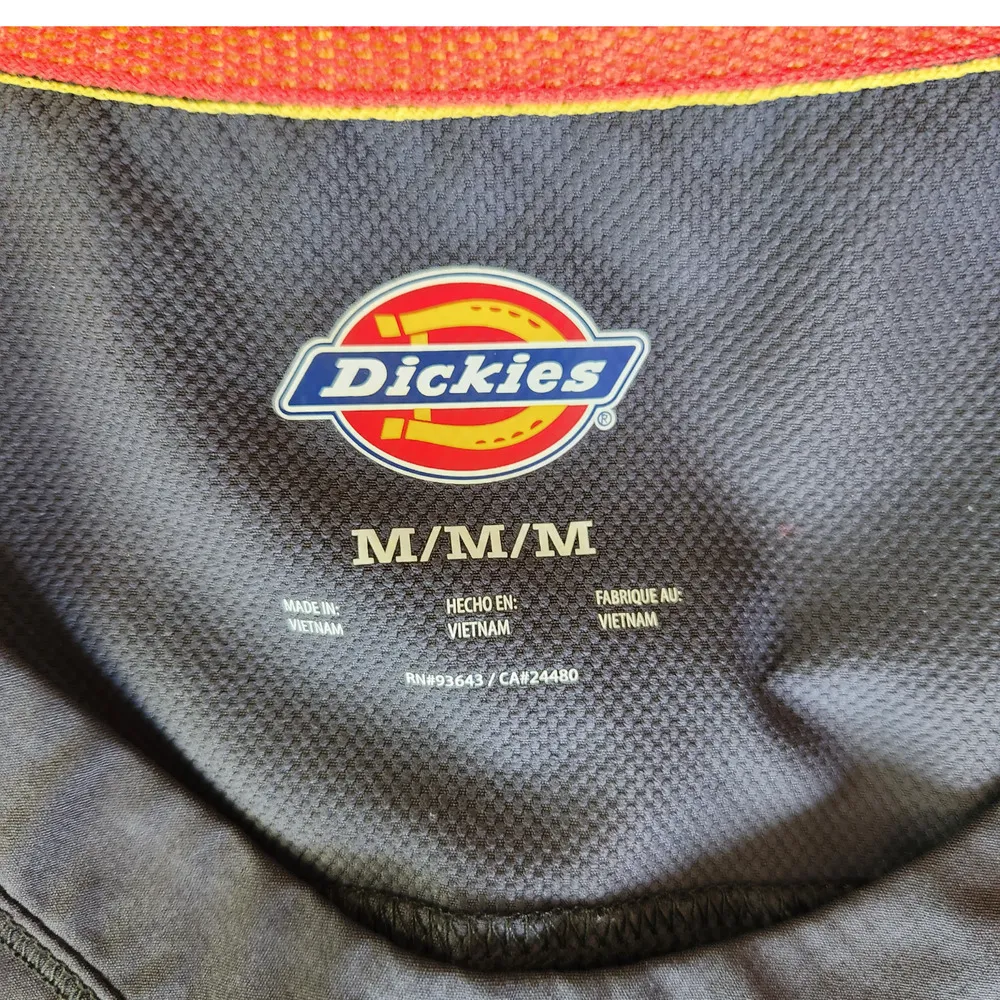 Dickies®
M/M/M
MADE IN: HECHO EN: FABRIQUE AU:
VIETNAM VIETNAM VIETNAM
RN#93643 / CA#24480